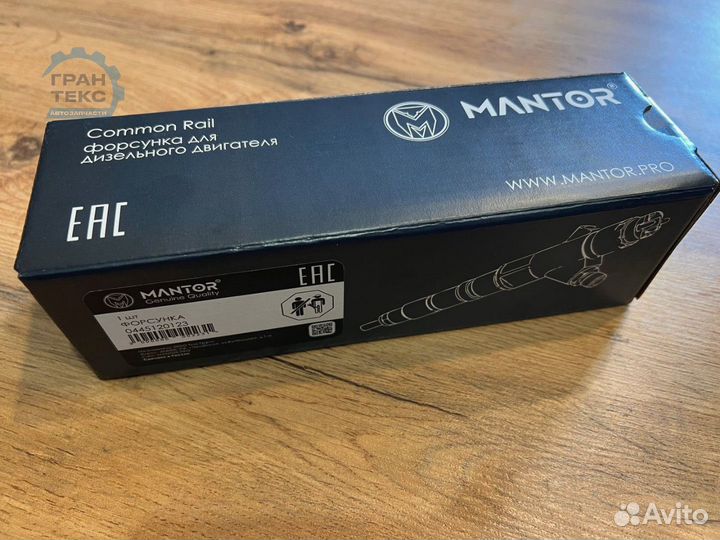 ГРАН
ТЕКС
АВТОЗАПЧАСТИ
Common Rail
форсунка для
дизельного двигателя
MANTOR®
WWW.MANTOR.PRO
EAC
MANTOR®
Genuine Quality
EAC
1 шт
ФОРСУНКА
0445120123
Avito